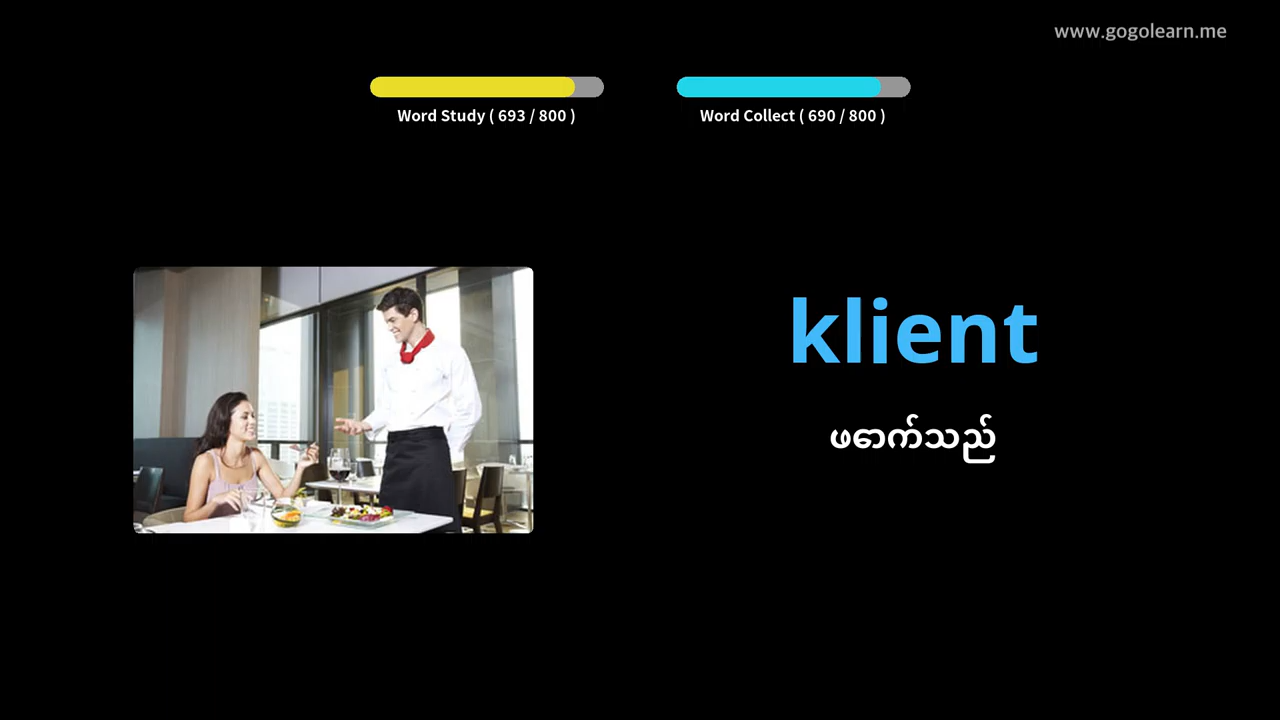 www.gogolearn.me
Word Study ( 693 / 800 )
Word Collect ( 690 / 800 )
klient
ဖောက်သည်